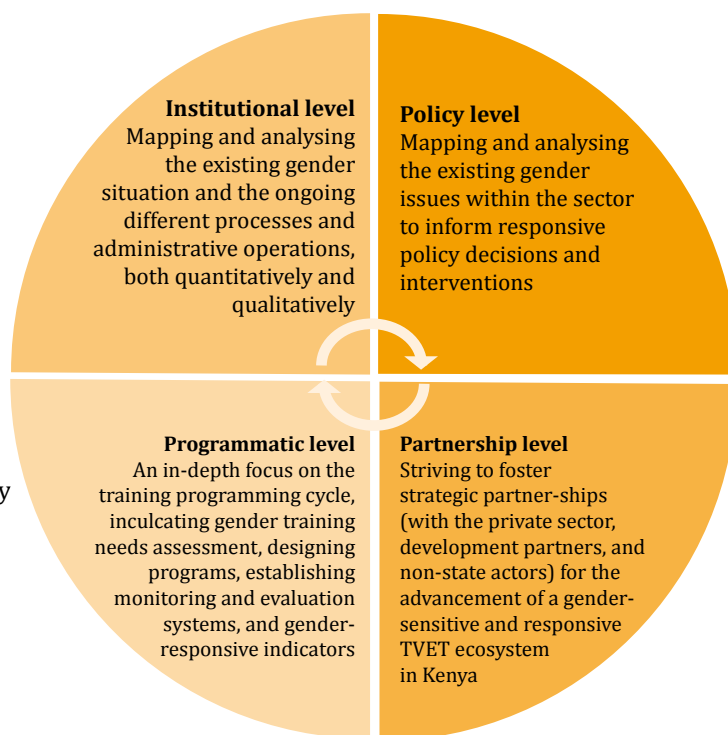 Institutional level
Mapping and analysing
the existing gender
situation and the ongoing
different processes and
administrative operations,
both quantitatively and
qualitatively
Policy level
Mapping and analysing
the existing gender
issues within the sector
to inform responsive
policy decisions and
interventions
Programmatic level
An in-depth focus on the
training programming cycle,
inculcating gender training
needs assessment, designing
programs, establishing
monitoring and evaluation
systems, and gender-
responsive indicators
Partnership level
Striving to foster
strategic partner-ships
(with the private sector,
development partners, and
non-state actors) for the
advancement of a gender-
sensitive and responsive
TVET ecosystem
in Kenya